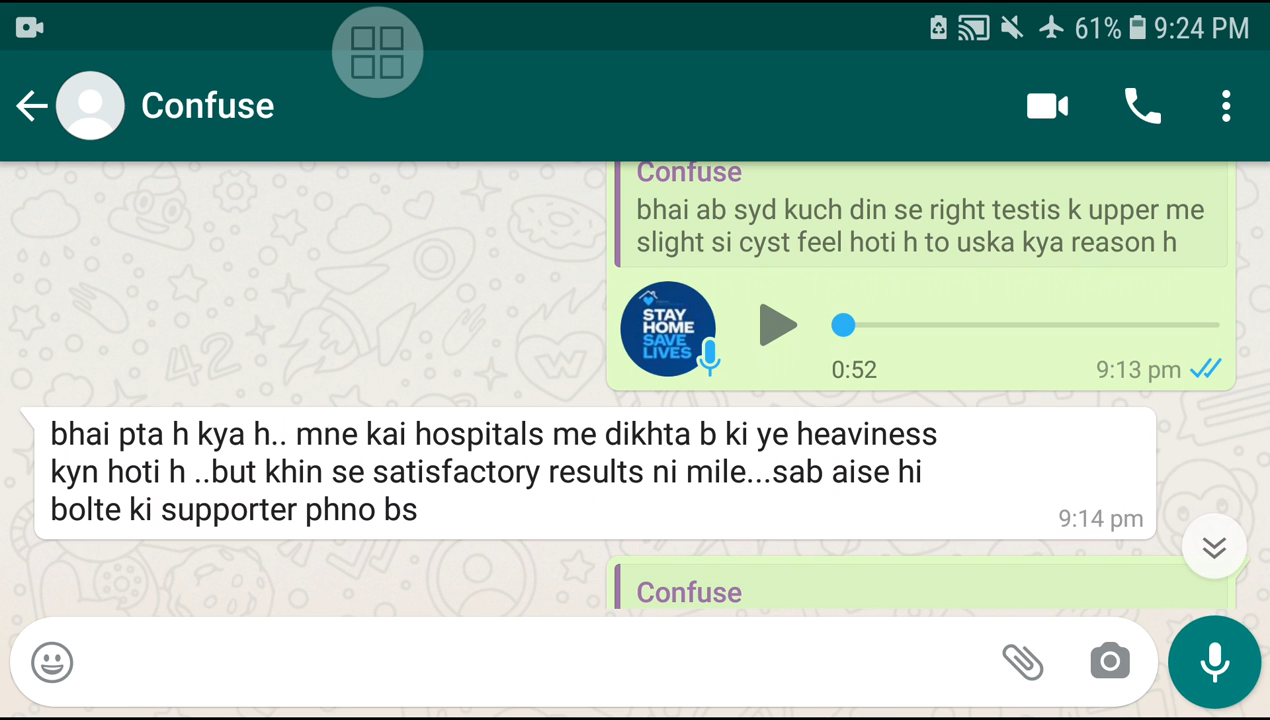 61% 9:24 PM
Confuse
Confuse
bhai ab syd kuch din se right testis k upper me
slight si cyst feel hoti h to uska kya reason h
STAY
HOME
SAVE
LIVES
0:52
9:13 pm
bhai pta h kya h.. mne kai hospitals me dikhta b ki ye heaviness
kyn hoti h ..but khin se satisfactory results ni mile...sab aise hi
bolte ki supporter phno bs
9:14 pm
Confuse